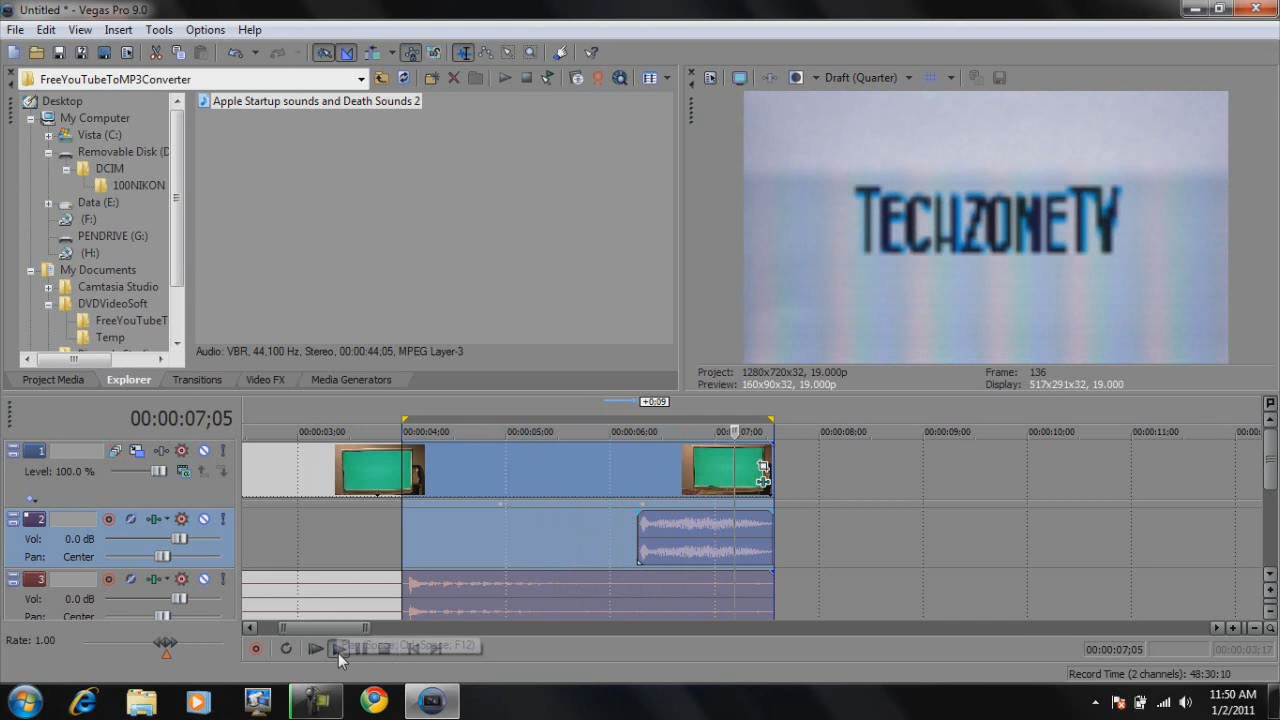 Untitled * - Vegas Pro 9.0
File Edit View Insert Tools Options Help
FreeYouTubeToMP3Converter
Draft (Quarter)
Desktop
My Computer
Vista (C:)
Removable Disk (D
DCIM
100NIKON
Data (E:)
(F:)
PENDRIVE (G:)
(H:)
My Documents
Camtasia Studio
DVDVideoSoft
FreeYouTubeT
Temp
Apple Startup sounds and Death Sounds 2
Audio: VBR, 44,100 Hz, Stereo, 00:00:44;05, MPEG Layer-3
TECHZONETV
Project: 1280x720x32, 19.000p Frame: 136
Preview: 160x90x32, 19.000p Display: 517x291x32, 19.000
Project Media Explorer Transitions Video FX Media Generators
+0;09
00:00:07;05
00:00:03;00 00:00:04;00 00:00:05;00 00:00:06;00 00:00:07;00 00:00:08;00 00:00:09;00 00:00:10;00 00:00:11;00 00:00:
1
Level: 100.0 %
2
Vol: 0.0 dB
Pan: Center
3
Vol: 0.0 dB
Pan: Center
Rate: 1.00
00:00:07;05 00:00:03;17
Record Time (2 channels): 48:30:10
11:50 AM
1/2/2011